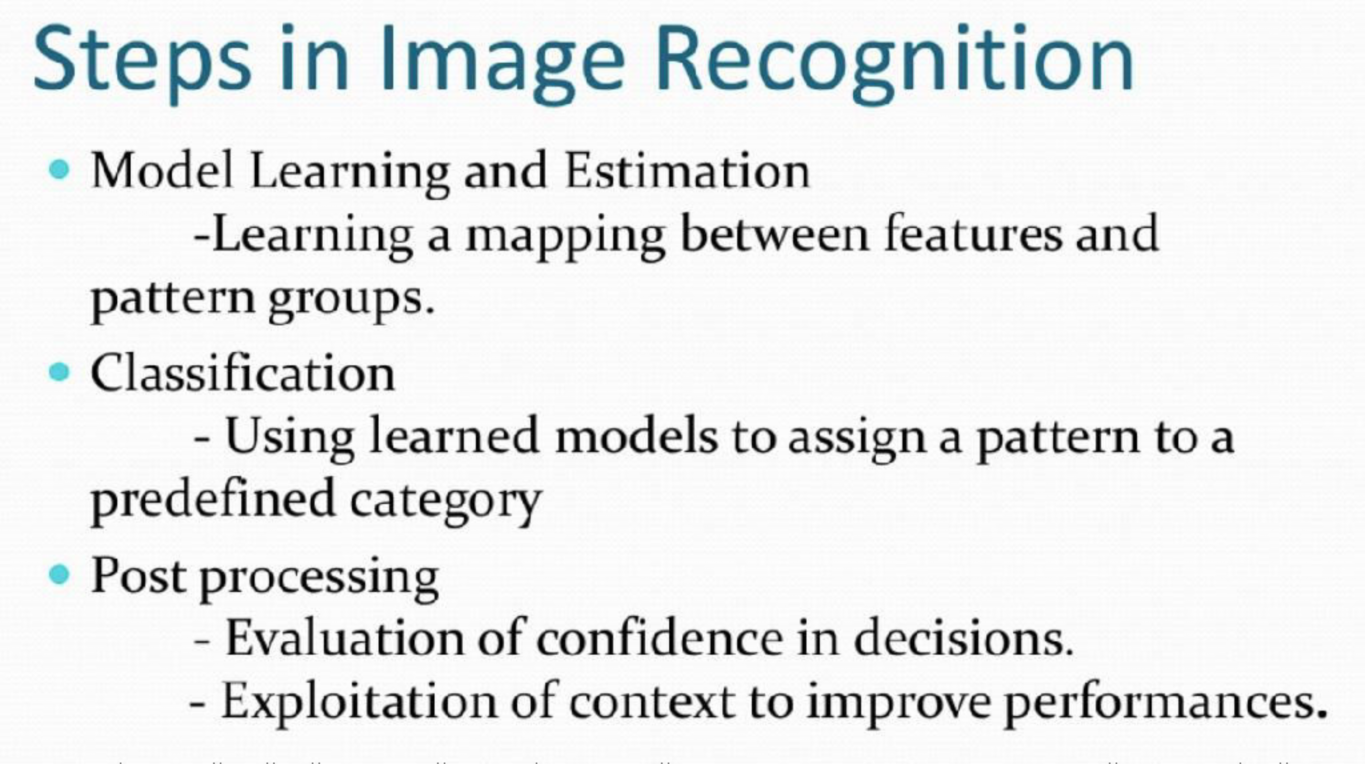 Steps in Image Recognition
• Model Learning and Estimation
-Learning a mapping between features and
pattern groups.
• Classification
- Using learned models to assign a pattern to a
predefined category
• Post processing
- Evaluation of confidence in decisions.
- Exploitation of context to improve performances.